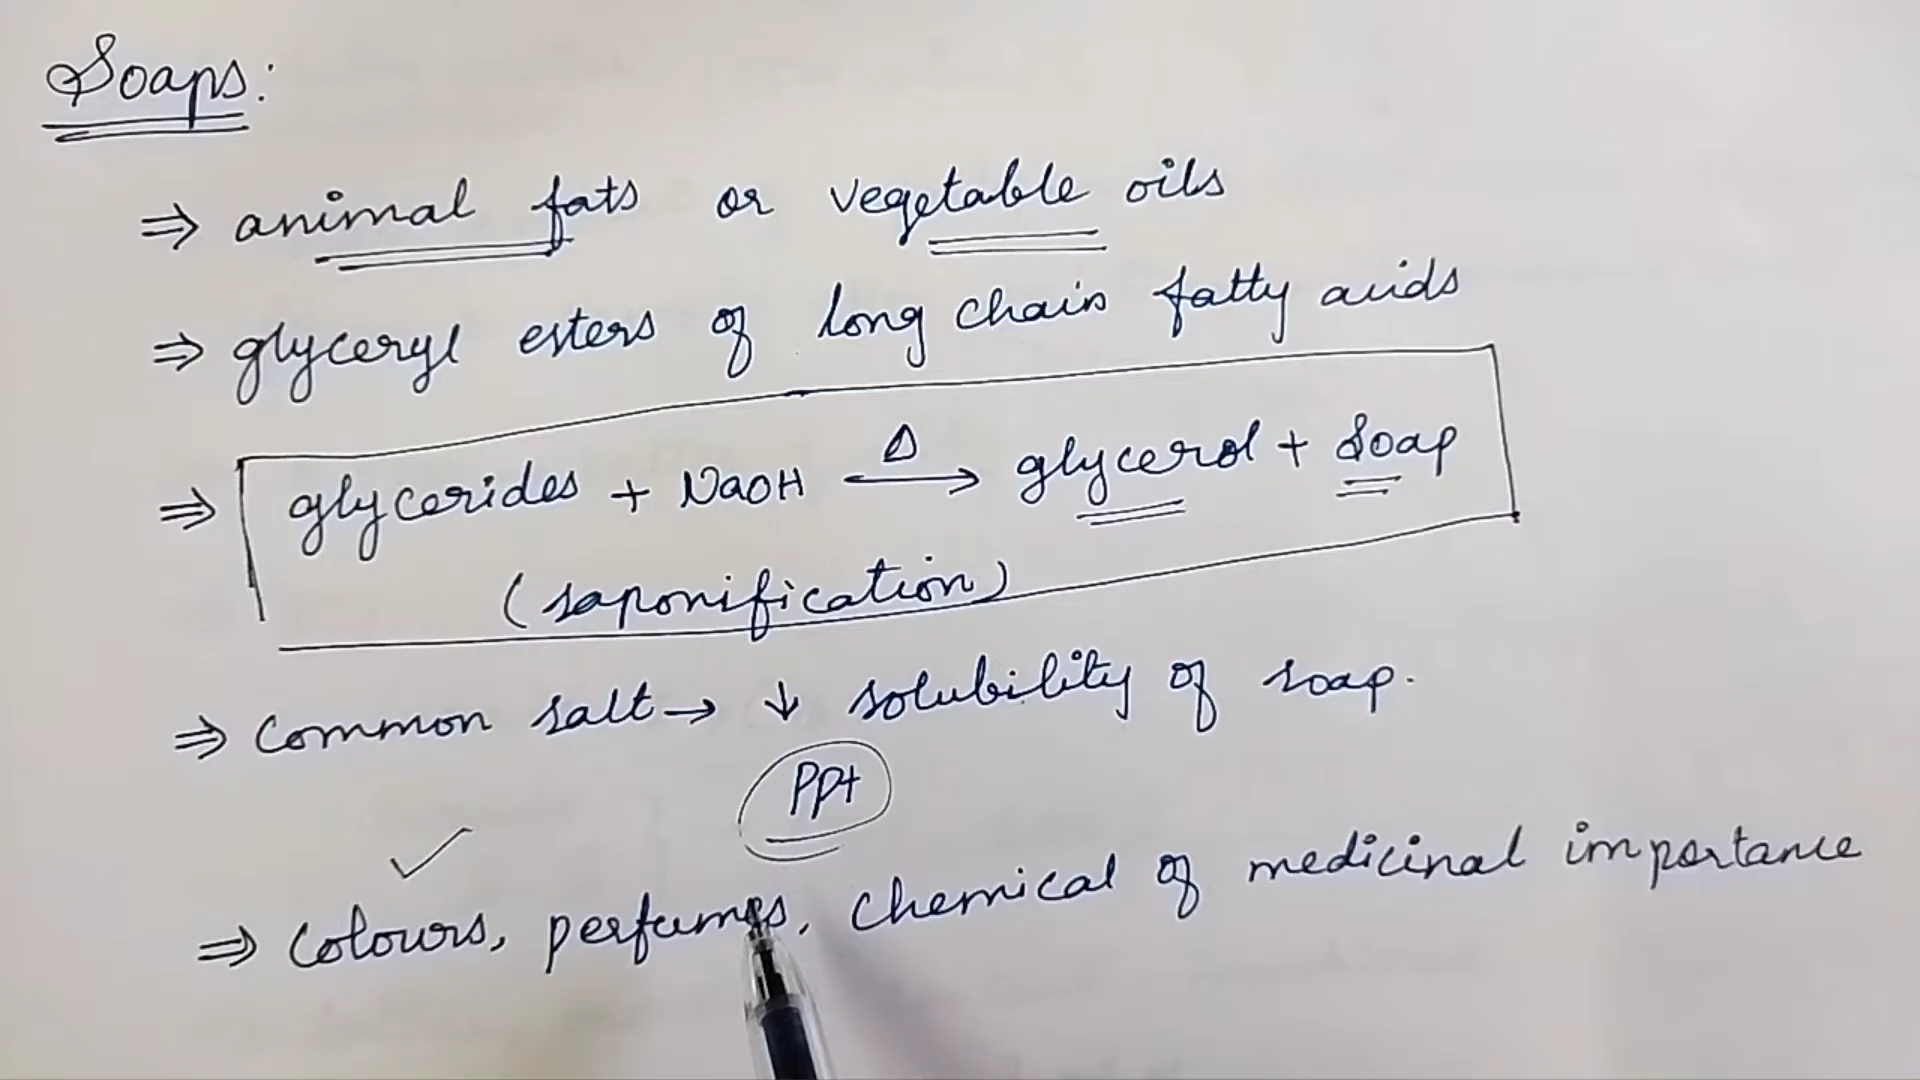 Soaps:
⇒ animal fats or vegetable oils
⇒ glyceryl esters of long chain fatty acids
⇒ glycerides + NaOH →Δ glycerol + Soap
(saponification)
⇒ Common salt → ↓ solubility of soap.
PPt
⇒ Colours, perfumes, Chemical of medicinal importance